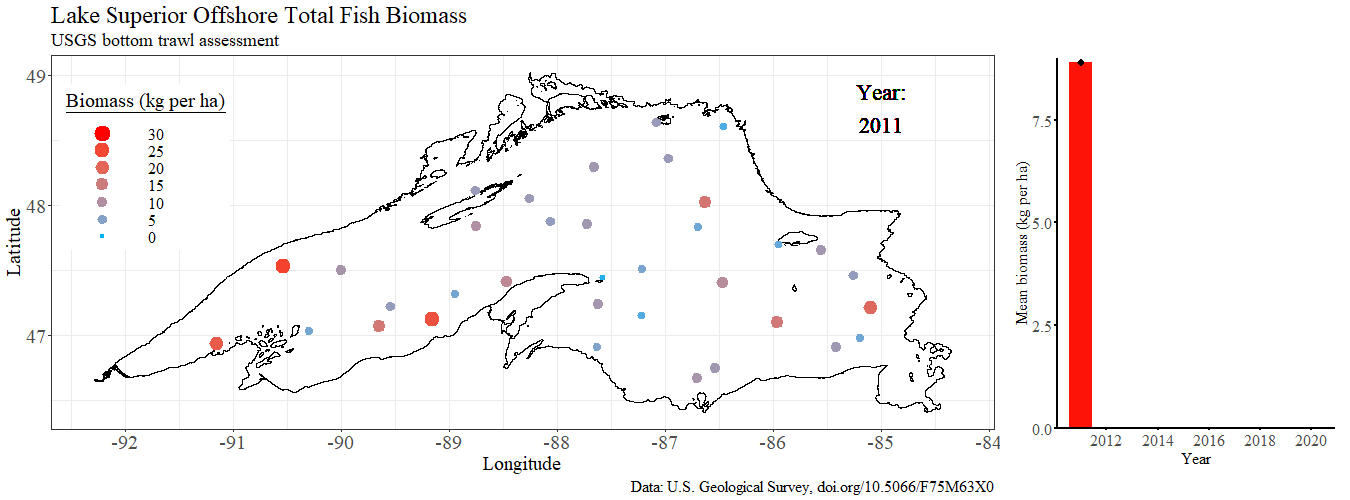 Lake Superior Offshore Total Fish Biomass
USGS bottom trawl assessment
Biomass (kg per ha)
30
25
20
15
10
5
0
Year:
2011
49
48
47
Latitude
-92 -91 -90 -89 -88 -87 -86 -85 -84
Longitude
Data: U.S. Geological Survey, doi.org/10.5066/F75M63X0
Mean biomass (kg per ha)
7.5
5.0
2.5
0.0
2012 2014 2016 2018 2020
Year